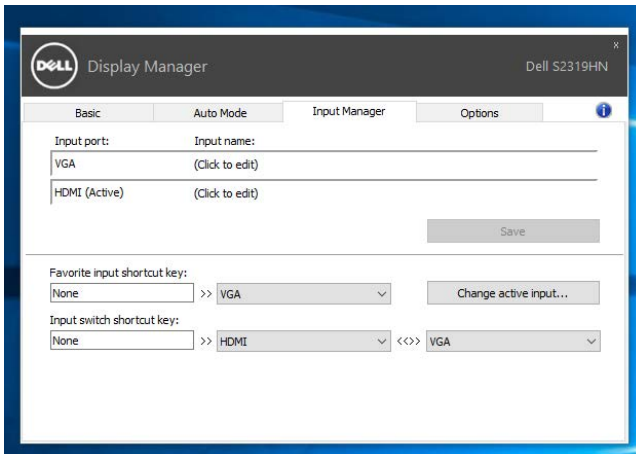 x
DELL Display Manager Dell S2319HN
Basic Auto Mode Input Manager Options i
Input port: Input name:
VGA (Click to edit)
HDMI (Active) (Click to edit)
Save
Favorite input shortcut key:
None >> VGA Change active input...
Input switch shortcut key:
None >> HDMI <<>> VGA